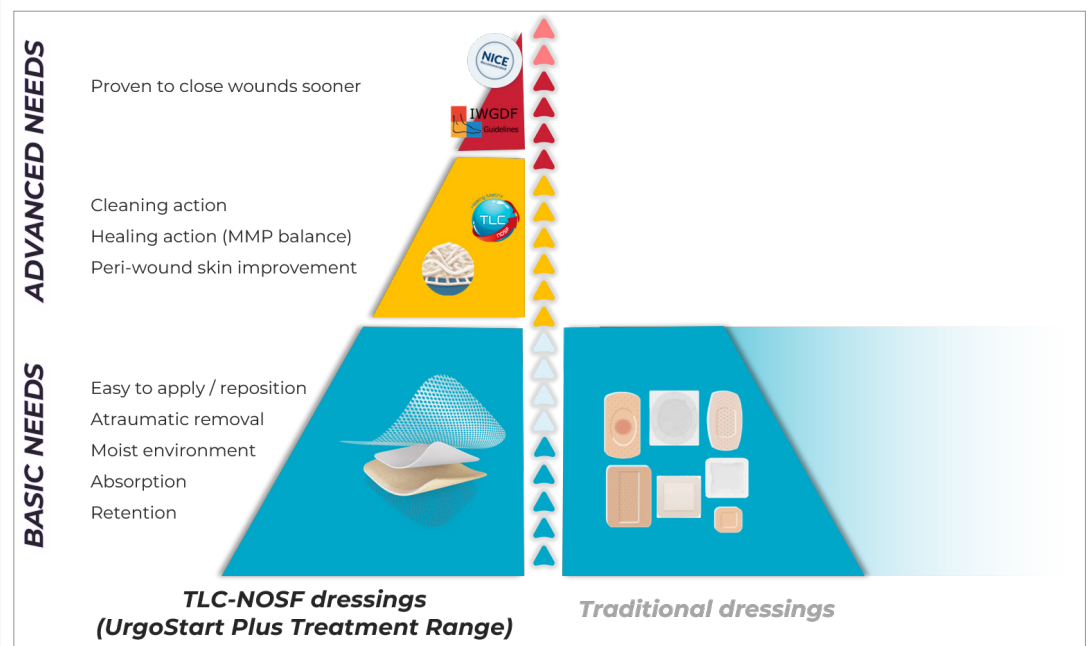 ADVANCED NEEDS
Proven to close wounds sooner
NICE
IWGDF
Guidelines
Cleaning action
Healing action (MMP balance)
Peri-wound skin improvement
TLC
NOSF
BASIC NEEDS
Easy to apply / reposition
Atraumatic removal
Moist environment
Absorption
Retention
TLC-NOSF dressings
(UrgoStart Plus Treatment Range)
Traditional dressings